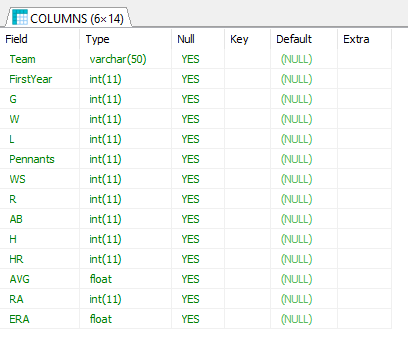 COLUMNS (6×14)
Field Type Null Key Default Extra
Team varchar(50) YES (NULL)
FirstYear int(11) YES (NULL)
G int(11) YES (NULL)
W int(11) YES (NULL)
L int(11) YES (NULL)
Pennants int(11) YES (NULL)
WS int(11) YES (NULL)
R int(11) YES (NULL)
AB int(11) YES (NULL)
H int(11) YES (NULL)
HR int(11) YES (NULL)
AVG float YES (NULL)
RA int(11) YES (NULL)
ERA float YES (NULL)